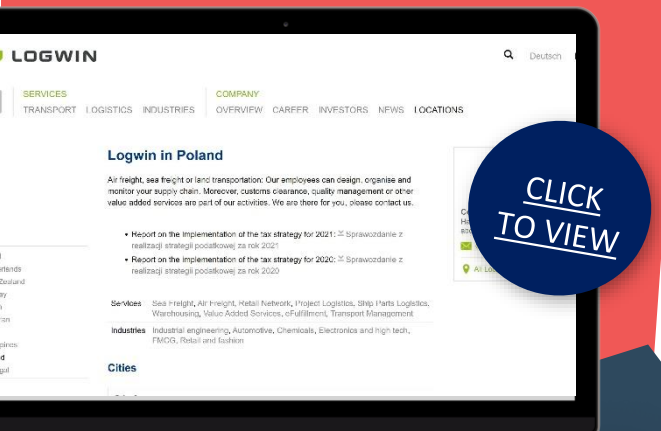 LOGWIN
Deutsch
SERVICES
COMPANY
TRANSPORT LOGISTICS INDUSTRIES
OVERVIEW CAREER INVESTORS NEWS LOCATIONS
Logwin in Poland
Air freight, sea freight or land transportation: Our employees can design, organise and
monitor your supply chain. Moreover, customs clearance, quality management or other
value added services are part of our activities. We are there for you, please contact us.
• Report on the implementation of the tax strategy for 2021: Sprawozdanie z
realizacji strategii podatkowej za rok 2021
• Report on the implementation of the tax strategy for 2020: Sprawozdanie z
realizacji strategii podatkowej za rok 2020
Services Sea Freight, Air Freight, Retail Network, Project Logistics, Ship Parts Logistics,
Warehousing, Value Added Services, eFulfillment, Transport Management
Industries Industrial engineering, Automotive, Chemicals, Electronics and high tech,
FMCG, Retail and fashion
Cities
CLICK
TO VIEW
All